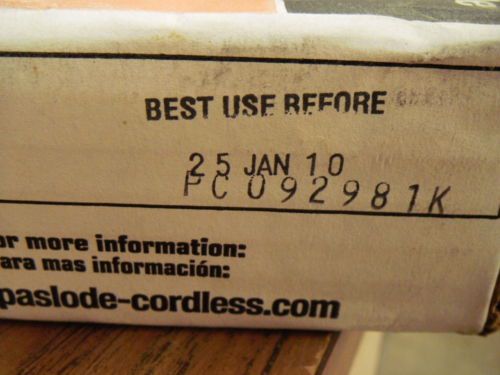 BEST USE BEFORE
25 JAN 10
PC092981K
or more information:
ara mas información:
paslode-cordless.com